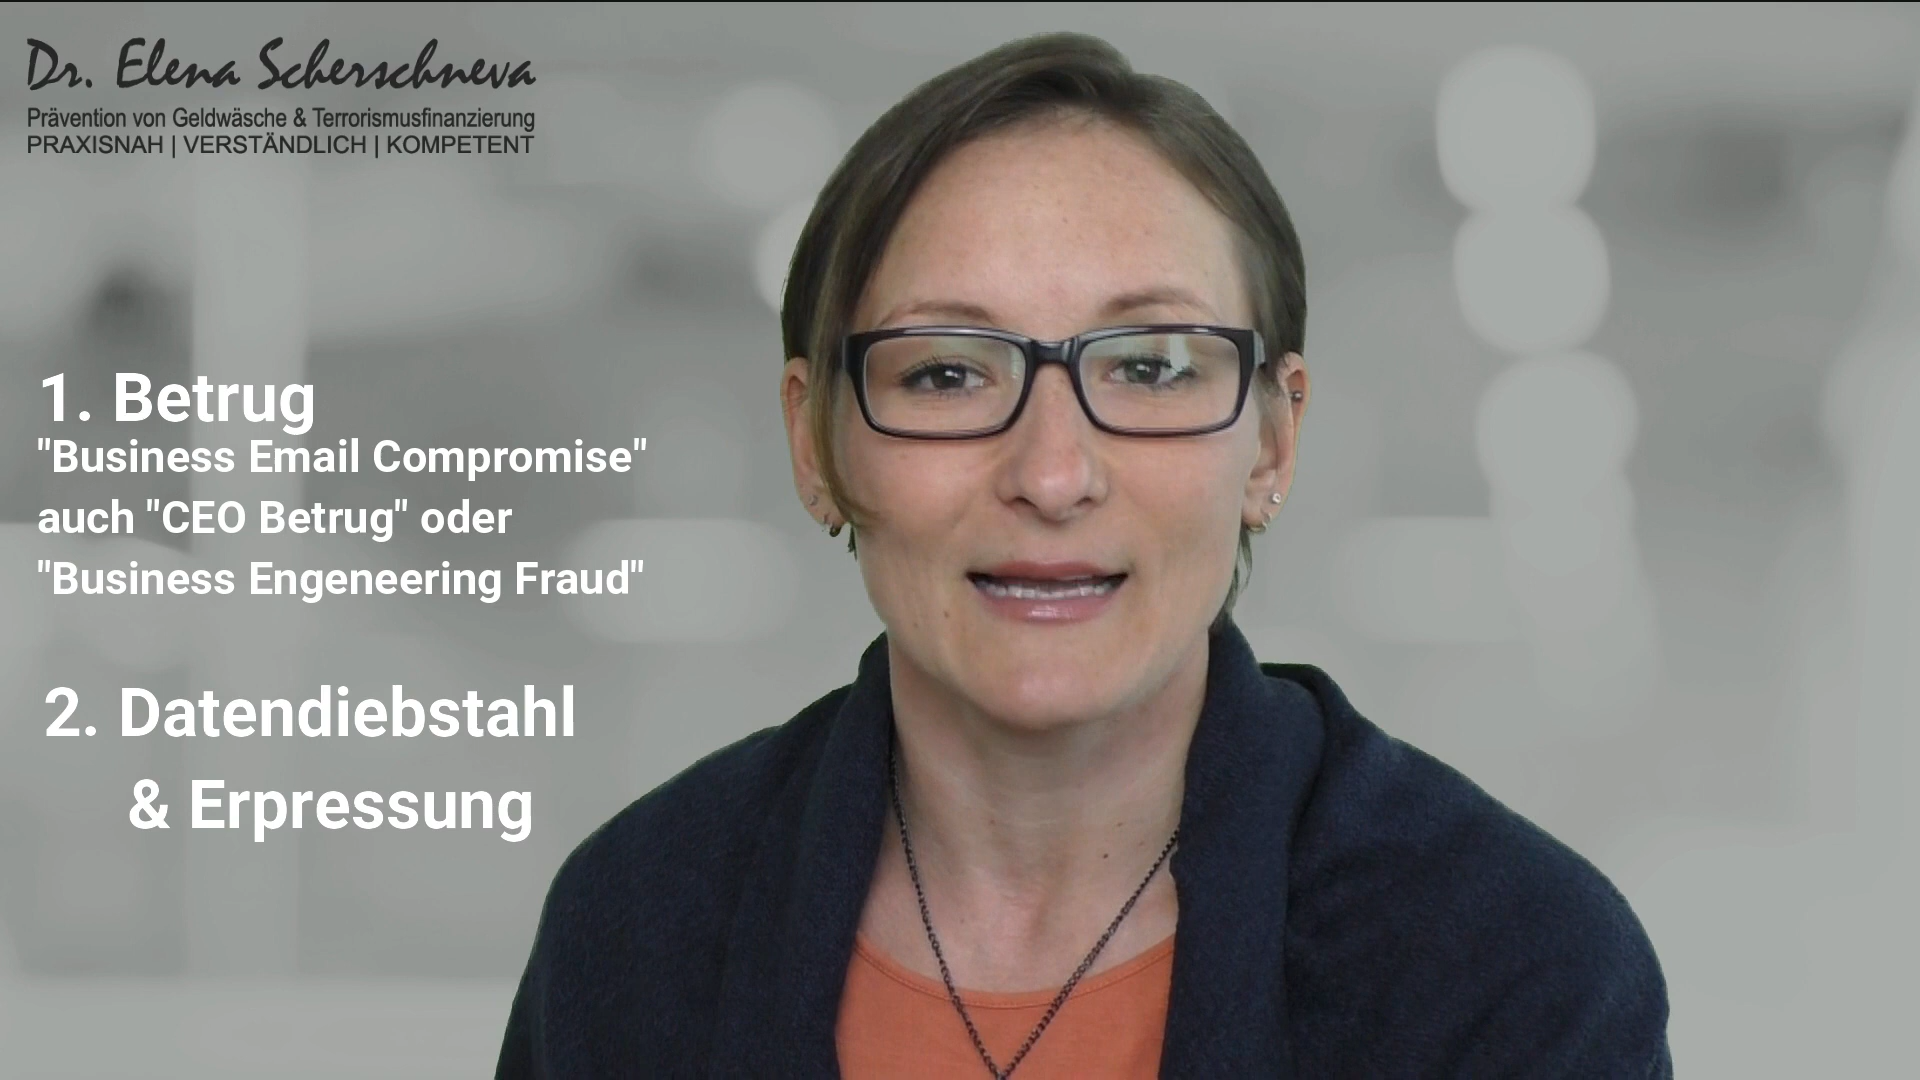 Dr. Elena Scherschneva
Prävention von Geldwäsche & Terrorismusfinanzierung
PRAXISNAH | VERSTÄNDLICH | KOMPETENT
1. Betrug
"Business Email Compromise"
auch "CEO Betrug" oder
"Business Engeneering Fraud"
2. Datendiebstahl
& Erpressung